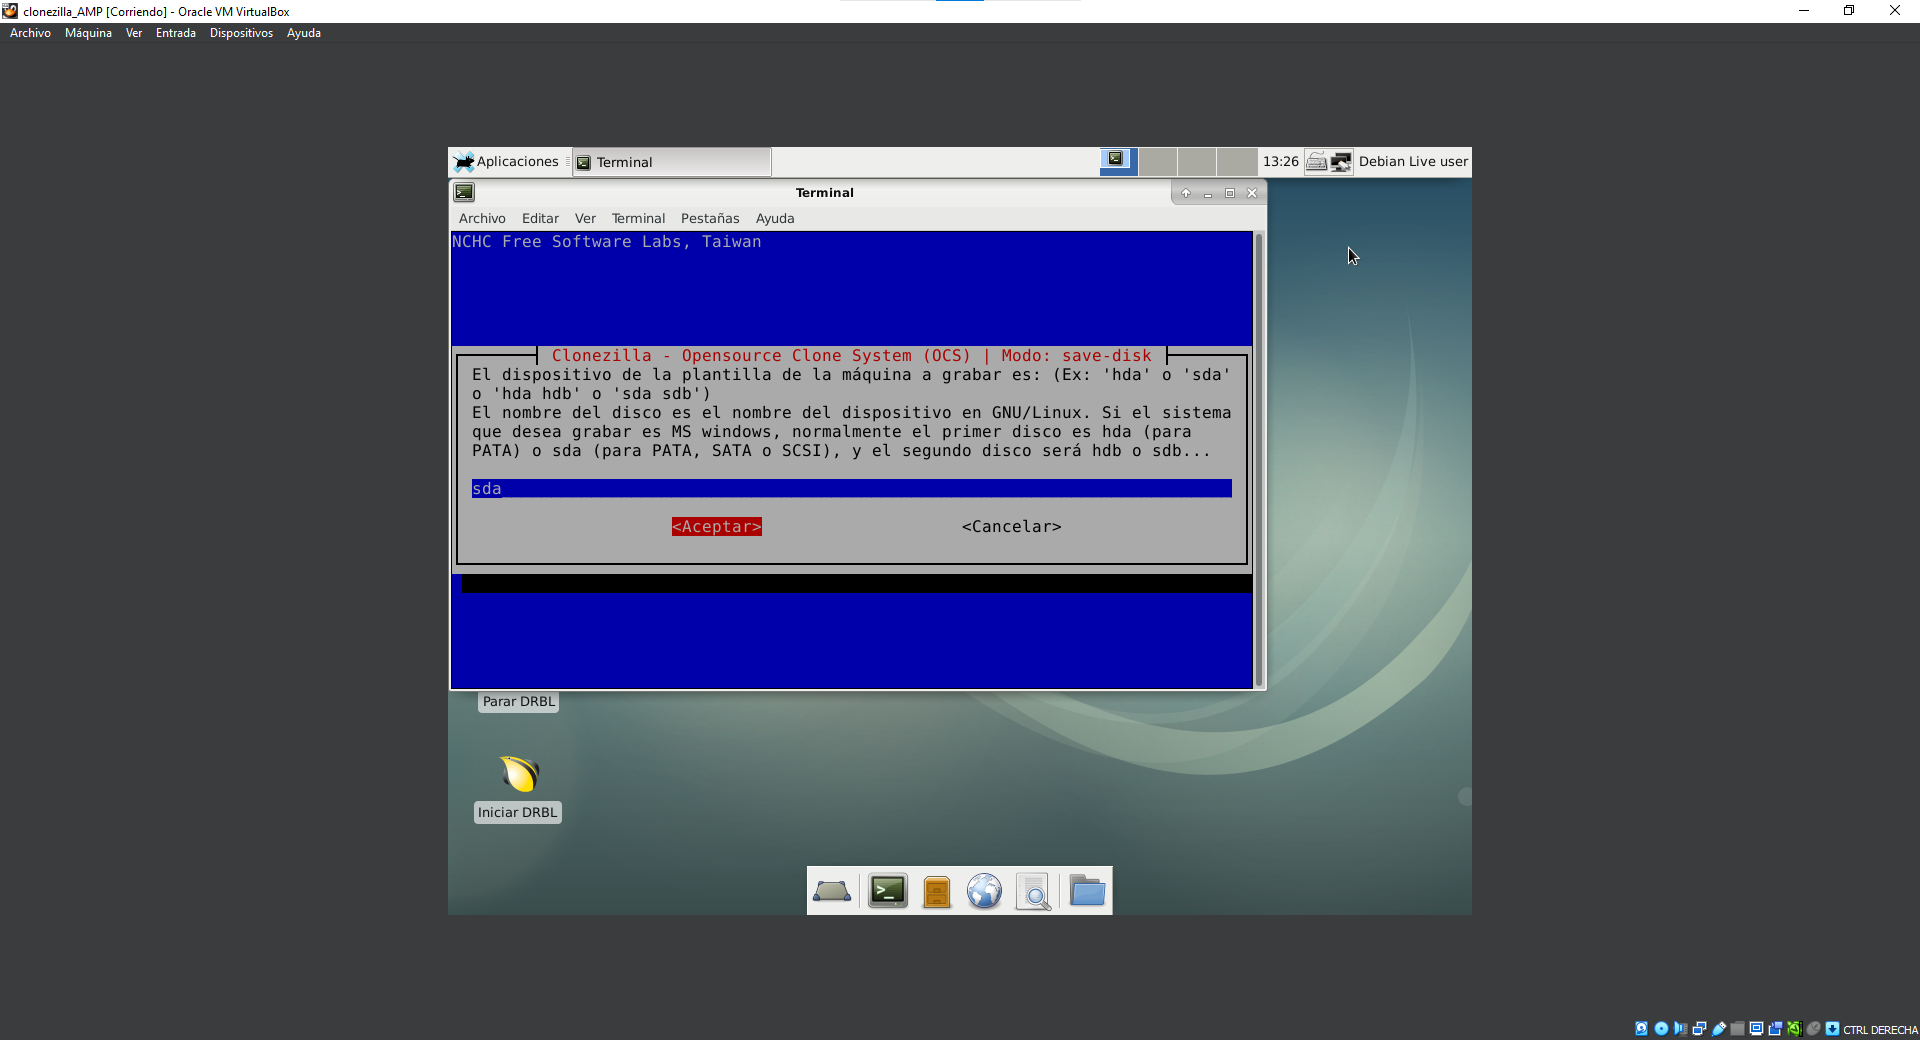 clonezilla_AMP [Corriendo] - Oracle VM VirtualBox
Archivo Máquina Ver Entrada Dispositivos Ayuda
Aplicaciones Terminal 13:26 Debian Live user
Terminal
Archivo Editar Ver Terminal Pestañas Ayuda
NCHC Free Software Labs, Taiwan
Clonezilla - Opensource Clone System (OCS) | Modo: save-disk
El dispositivo de la plantilla de la máquina a grabar es: (Ex: 'hda' o 'sda'
o 'hda hdb' o 'sda sdb')
El nombre del disco es el nombre del dispositivo en GNU/Linux. Si el sistema
que desea grabar es MS windows, normalmente el primer disco es hda (para
PATA) o sda (para PATA, SATA o SCSI), y el segundo disco será hdb o sdb...
sda
<Aceptar> <Cancelar>
Parar DRBL
Iniciar DRBL
CTRL DERECHA